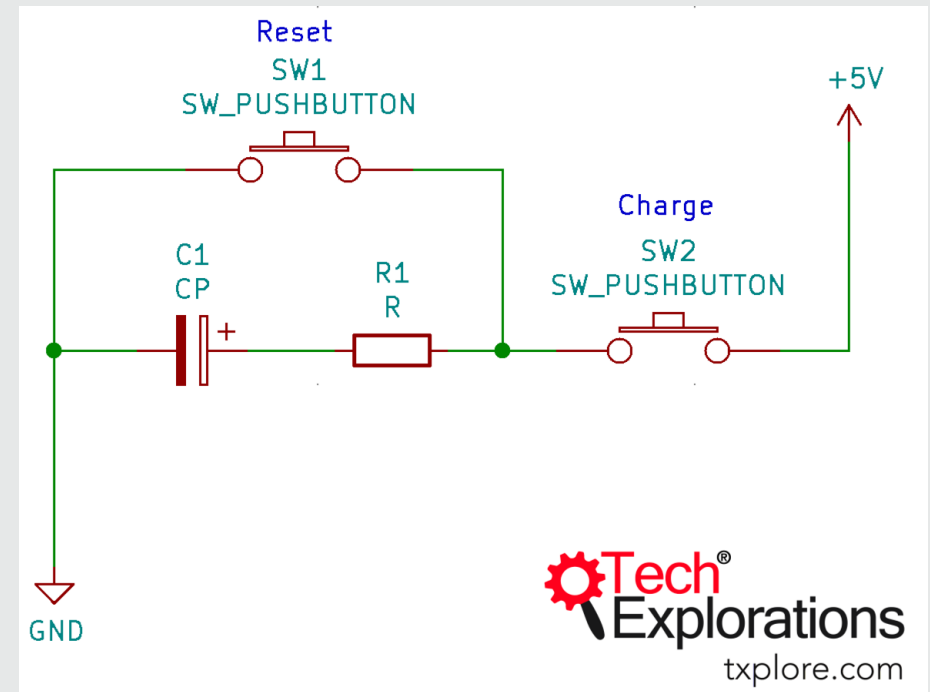 Reset
SW1
SW_PUSHBUTTON
+5V
Charge
SW2
SW_PUSHBUTTON
C1
CP
+
R1
R
GND
Tech®
Explorations
txplore.com